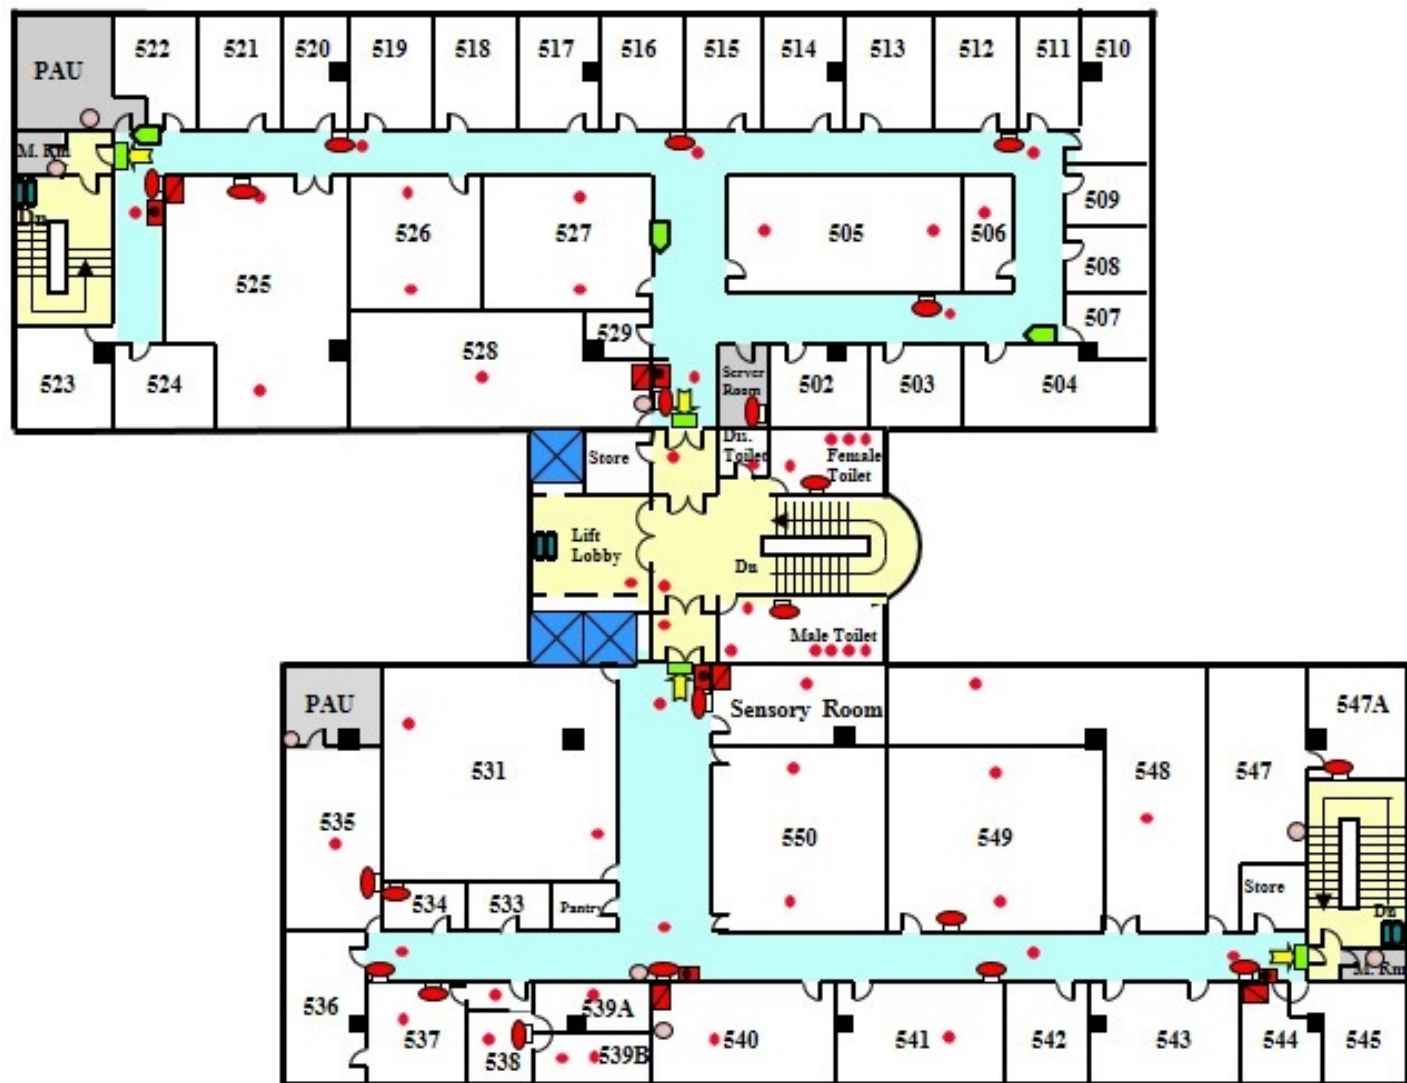 522 521 520 519 518 517 516 515 514 513 512 511 510
PAU
M. Rm
509
Dn
526 527 505 506
508
525
507
529
528
523 524
Server
Room
502 503 504
Store
Dis.
Toilet
Female
Toilet
Lift
Lobby
Dn
Male Toilet
PAU
Sensory Room
547A
531
548 547
535
550 549
Store
534 533 Pantry
Dn
M. Rm
536
539A
537 538 539B 540 541 542 543 544 545